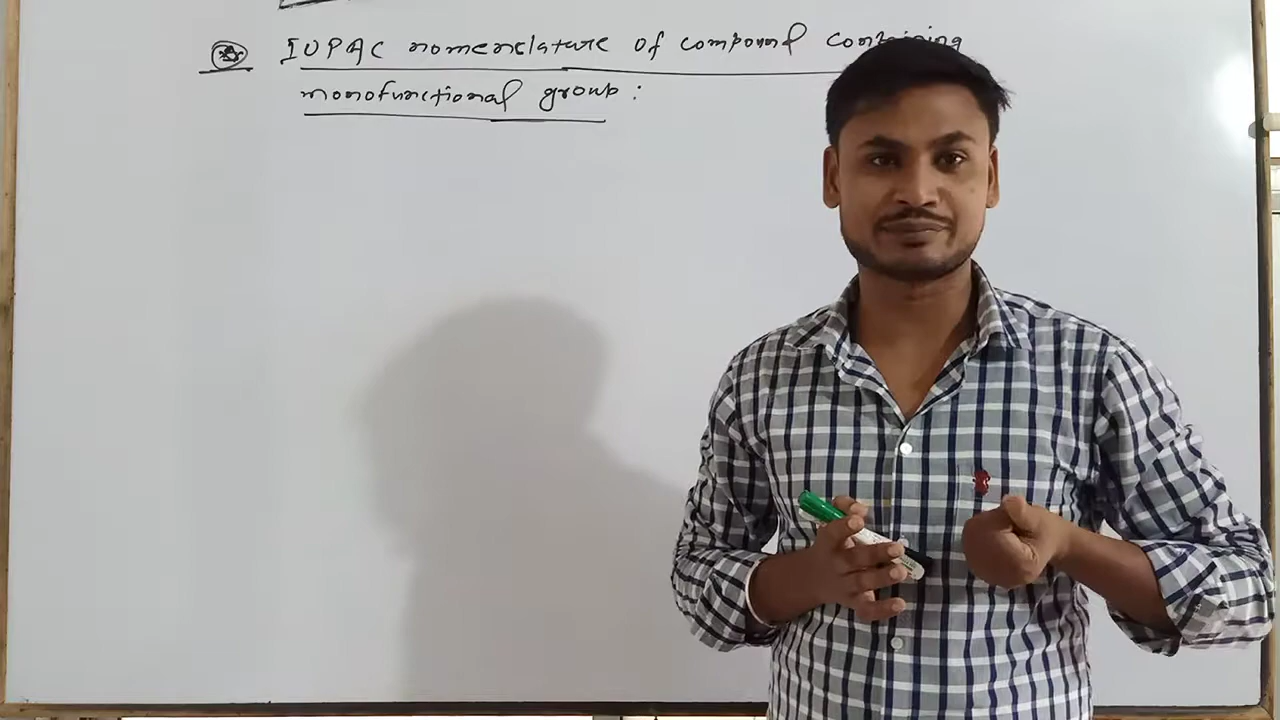 IUPAC nomenclature of compound containing
monofunctional group :